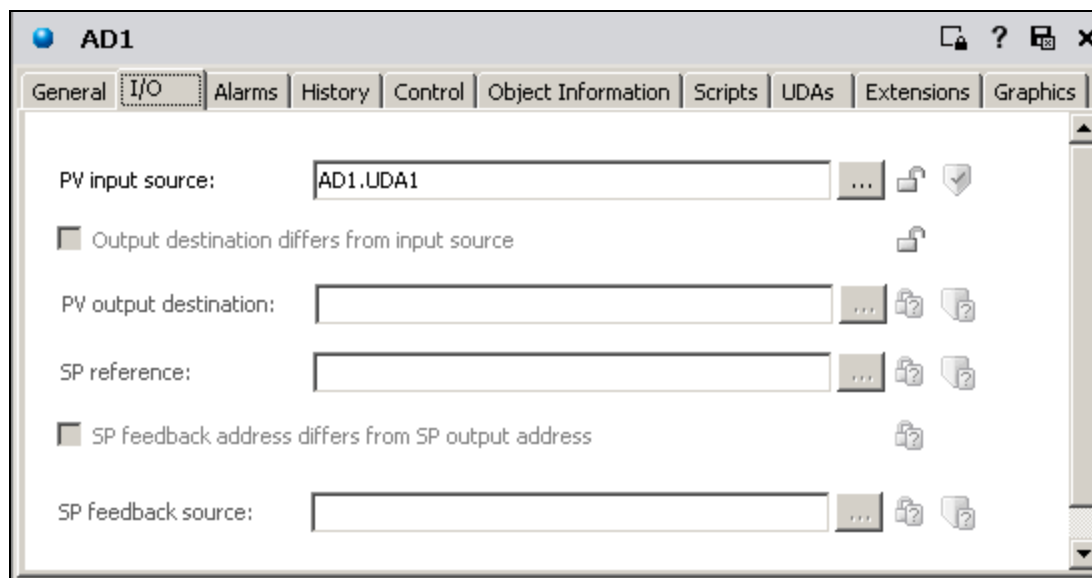 AD1 ?
General I/O Alarms History Control Object Information Scripts UDAs Extensions Graphics
PV input source: AD1.UDA1 ...
Output destination differs from input source
PV output destination: ...
SP reference: ...
SP feedback address differs from SP output address
SP feedback source: ...